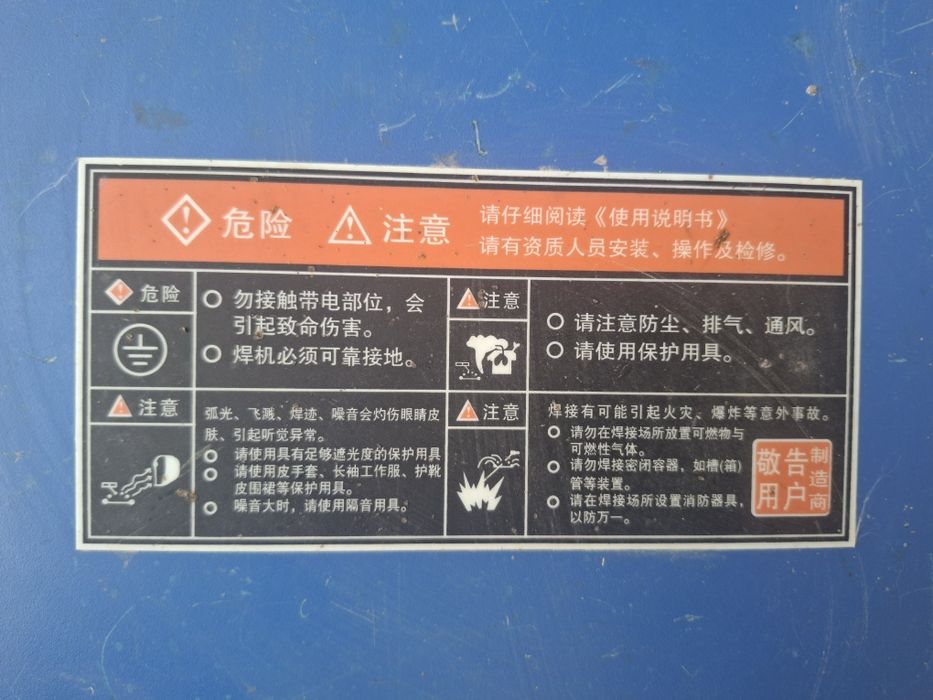 危险 注意 请仔细阅读《使用说明书》
请有资质人员安装、操作及检修。
危险
勿接触带电部位，会
引起致命伤害。
焊机必须可靠接地。
注意
请注意防尘、排气、通风。
请使用保护用具。
注意
弧光、飞溅、焊迹、噪音会灼伤眼睛皮
肤、引起听觉异常。
请使用具有足够遮光度的保护用具
请使用皮手套、长袖工作服、护靴
皮围裙等保护用具。
噪音大时，请使用隔音用具。
注意
焊接有可能引起火灾、爆炸等意外事故。
请勿在焊接场所放置可燃物与
可燃性气体。
请勿焊接密闭容器，如槽(箱)
管等装置。
请在焊接场所设置消防器具，
以防万一。
敬告
用户
制造商